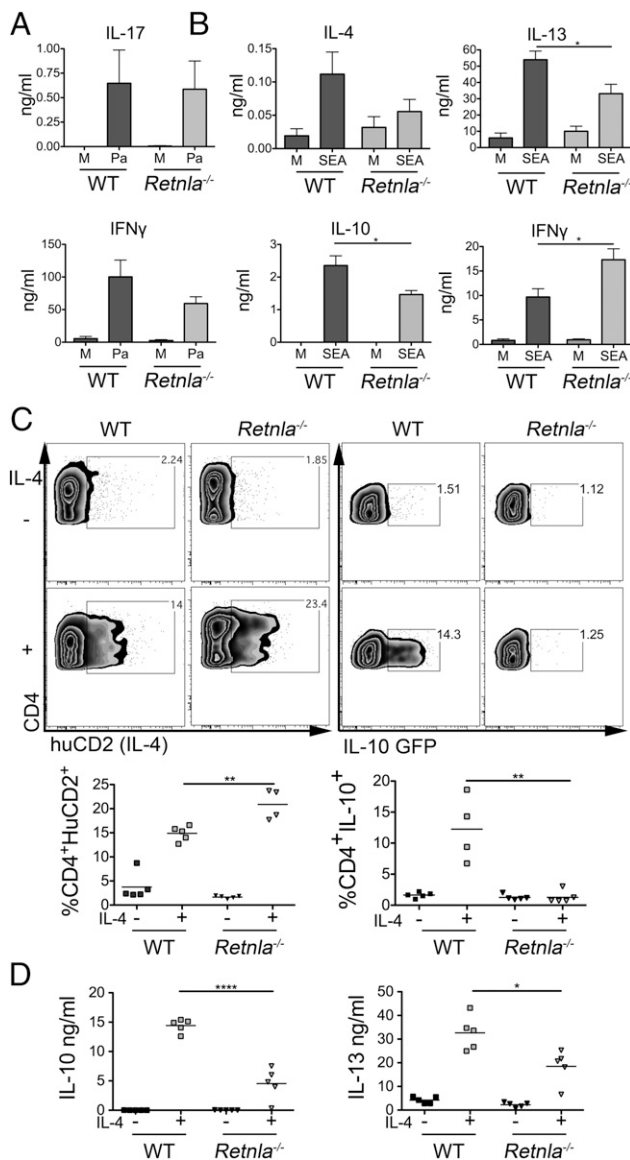 A
B
IL-17
ng/ml
1.00
0.75
0.50
0.25
0.00
M Pa M Pa
WT Retnla-/-
IL-4
ng/ml
0.15
0.10
0.05
0.00
M SEA M SEA
WT Retnla-/-
IL-13
ng/ml
60
50
40
30
20
10
0
*
M SEA M SEA
WT Retnla-/-
IFNγ
ng/ml
150
100
50
0
M Pa M Pa
WT Retnla-/-
IL-10
ng/ml
3
2
1
0
*
M SEA M SEA
WT Retnla-/-
IFNγ
ng/ml
20
15
10
5
0
*
M SEA M SEA
WT Retnla-/-
C
WT Retnla-/- WT Retnla-/-
IL-4
-
2.24
1.85
1.51
1.12
+
14
23.4
14.3
1.25
CD4
huCD2 (IL-4)
IL-10 GFP
%CD4+HuCD2+
25
20
15
10
5
0
**
IL-4 - + - +
WT Retnla-/-
%CD4+IL-10+
20
15
10
5
0
**
IL-4 - + - +
WT Retnla-/-
D
IL-10 ng/ml
20
15
10
5
0
****
IL-4 - + - +
WT Retnla-/-
IL-13 ng/ml
50
40
30
20
10
0
*
IL-4 - + - +
WT Retnla-/-